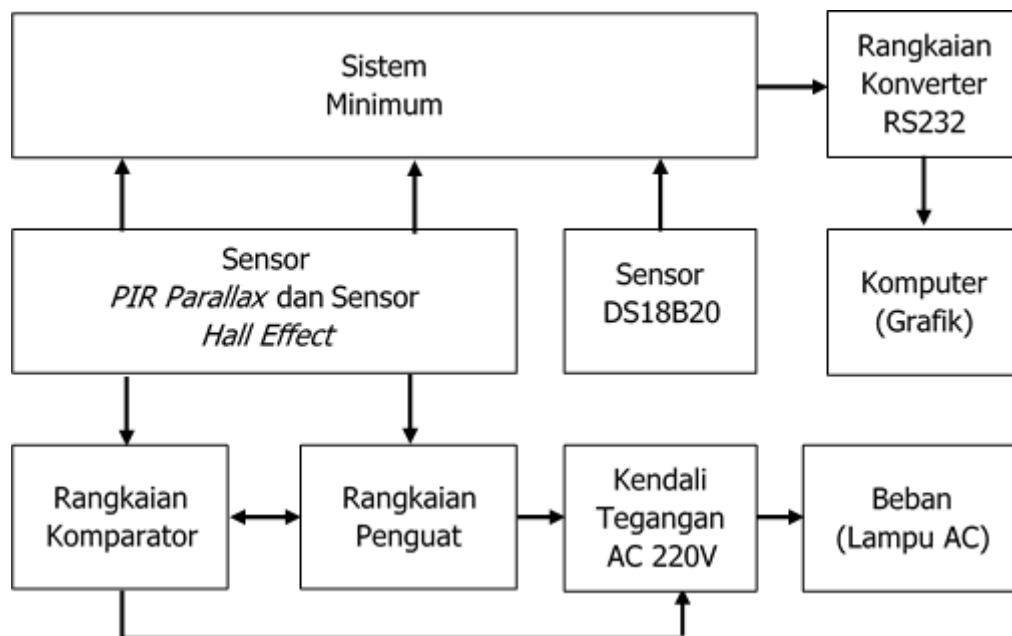 Sistem
Minimum
Rangkaian
Konverter
RS232
Sensor
PIR Parallax dan Sensor
Hall Effect
Sensor
DS18B20
Komputer
(Grafik)
Rangkaian
Komparator
Rangkaian
Penguat
Kendali
Tegangan
AC 220V
Beban
(Lampu AC)